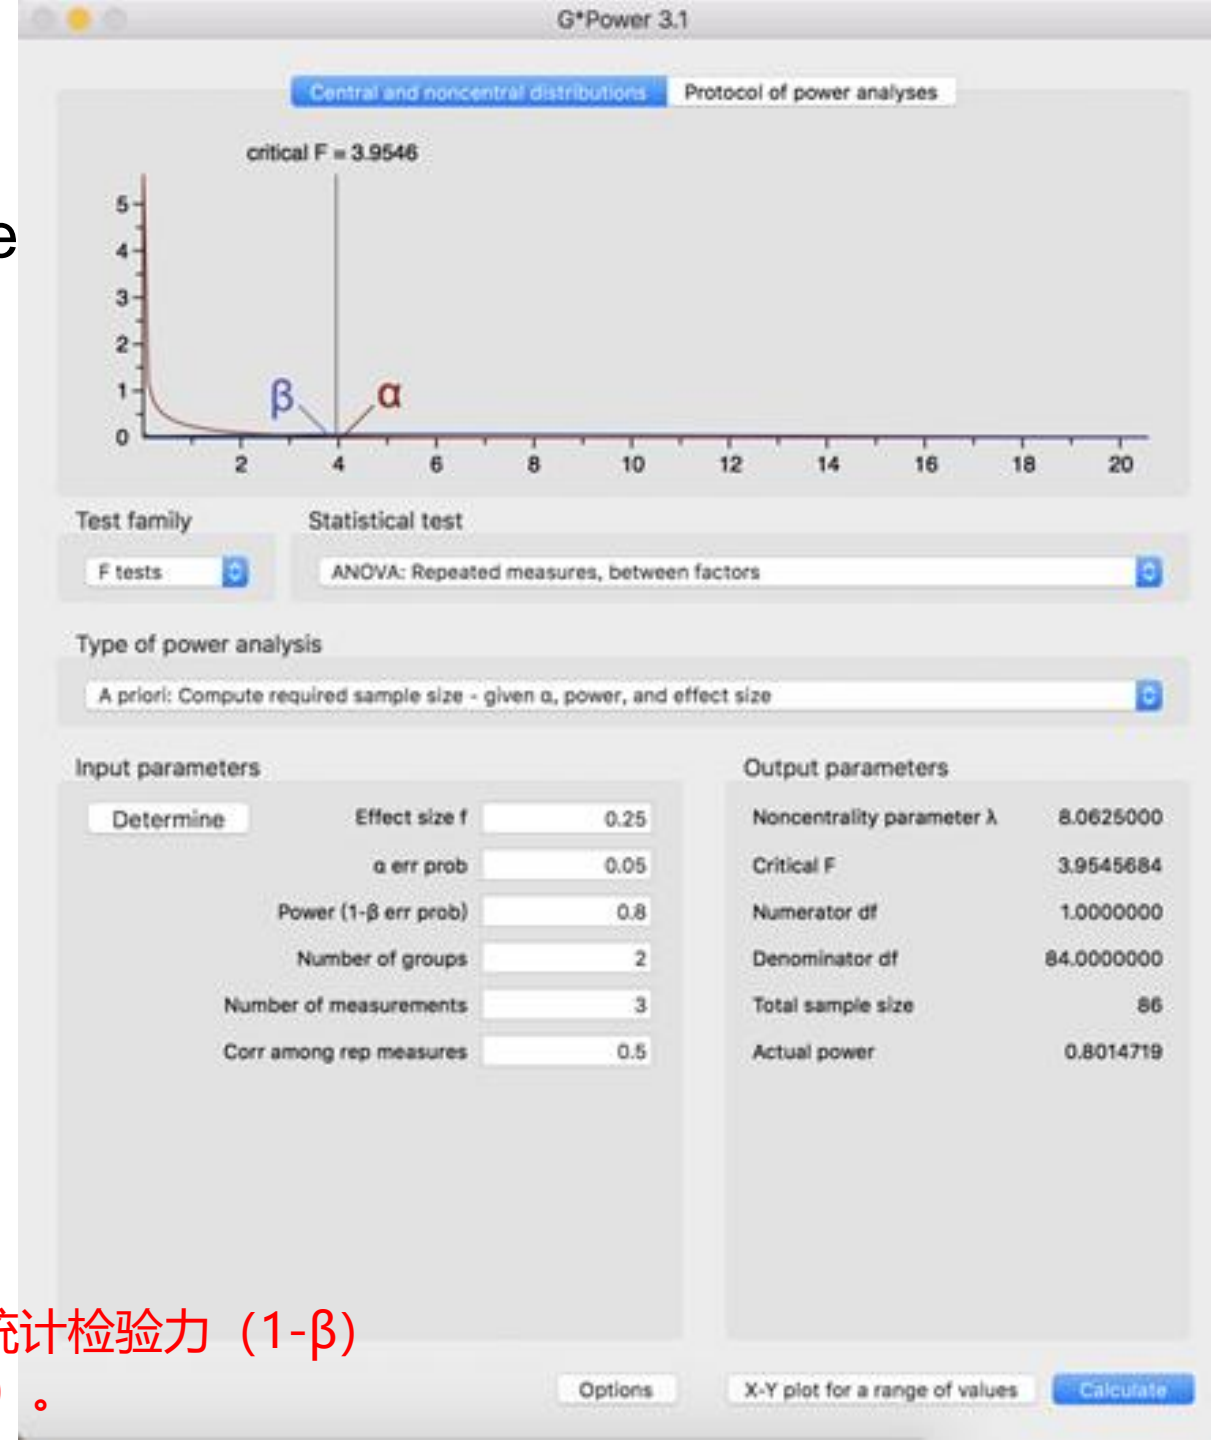 G*Power 3.1
Central and noncentral distributions Protocol of power analyses
critical F = 3.9546
e
5
4
3
2
1
0
β α
2 4 6 8 10 12 14 16 18 20
Test family Statistical test
F tests ANOVA: Repeated measures, between factors
Type of power analysis
A priori: Compute required sample size - given α, power, and effect size
Input parameters Output parameters
Determine Effect size f 0.25 Noncentrality parameter λ 8.0625000
α err prob 0.05 Critical F 3.9545684
Power (1-β err prob) 0.8 Numerator df 1.0000000
Number of groups 2 Denominator df 84.0000000
Number of measurements 3 Total sample size 86
Corr among rep measures 0.5 Actual power 0.8014719
统计检验力（1-β）
）。
Options X-Y plot for a range of values Calculate